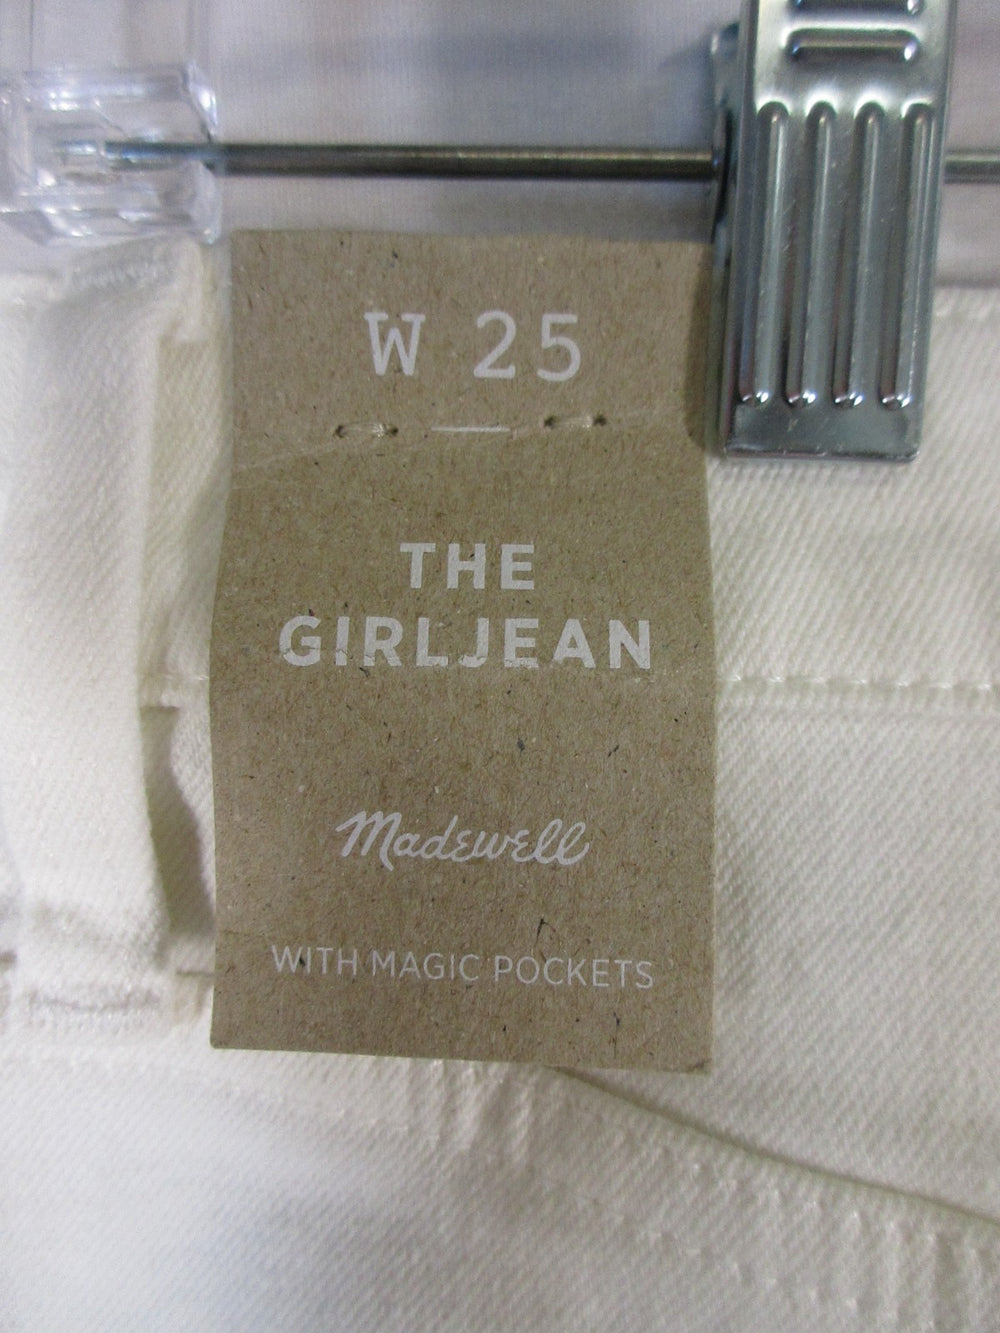 W 25
THE
GIRLJEAN
Madewell
WITH MAGIC POCKETS